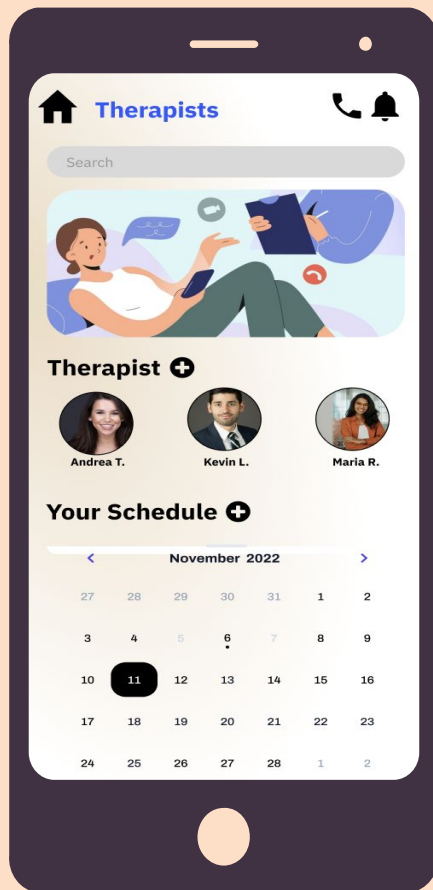 Therapists
Search
Therapist
Andrea T. Kevin L. Maria R.
Your Schedule
< November 2022 >
27 28 29 30 31 1 2
3 4 5 6 7 8 9
10 11 12 13 14 15 16
17 18 19 20 21 22 23
24 25 26 27 28 1 2